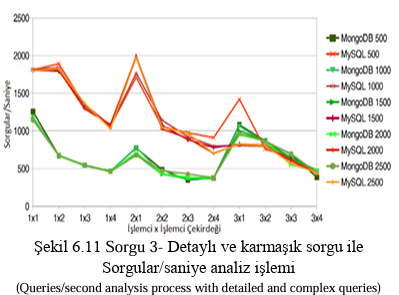 2500
2000
1500
1000
500
0
Sorgular/Saniye
1x1 1x2 1x3 1x4 2x1 2x2 2x3 2x4 3x1 3x2 3x3 3x4
İşlemci x İşlemci Çekirdeği
MongoDB 500
MySQL 500
MongoDB 1000
MySQL 1000
MongoDB 1500
MySQL 1500
MongoDB 2000
MySQL 2000
MongoDB 2500
MySQL 2500
Şekil 6.11 Sorgu 3- Detaylı ve karmaşık sorgu ile
Sorgular/saniye analiz işlemi
(Queries/second analysis process with detailed and complex queries)